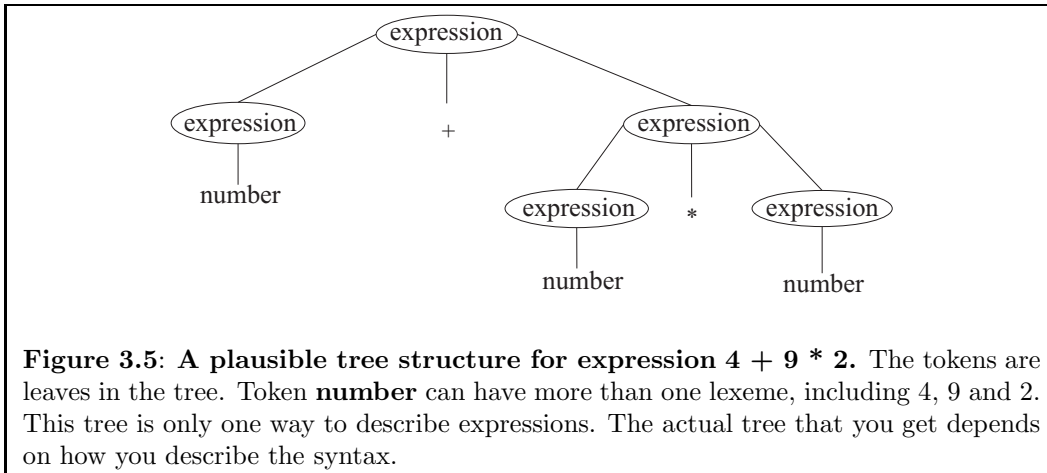 expression
expression + expression
number
expression * expression
number number
Figure 3.5: A plausible tree structure for expression 4 + 9 * 2. The tokens are
leaves in the tree. Token number can have more than one lexeme, including 4, 9 and 2.
This tree is only one way to describe expressions. The actual tree that you get depends
on how you describe the syntax.